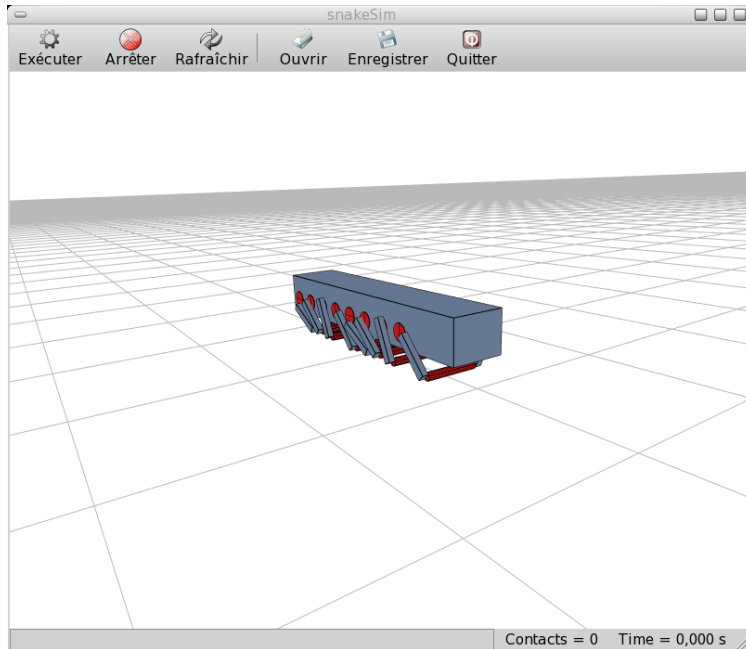 snakeSim
Exécuter Arrêter Rafraîchir Ouvrir Enregistrer Quitter
Contacts = 0 Time = 0,000 s